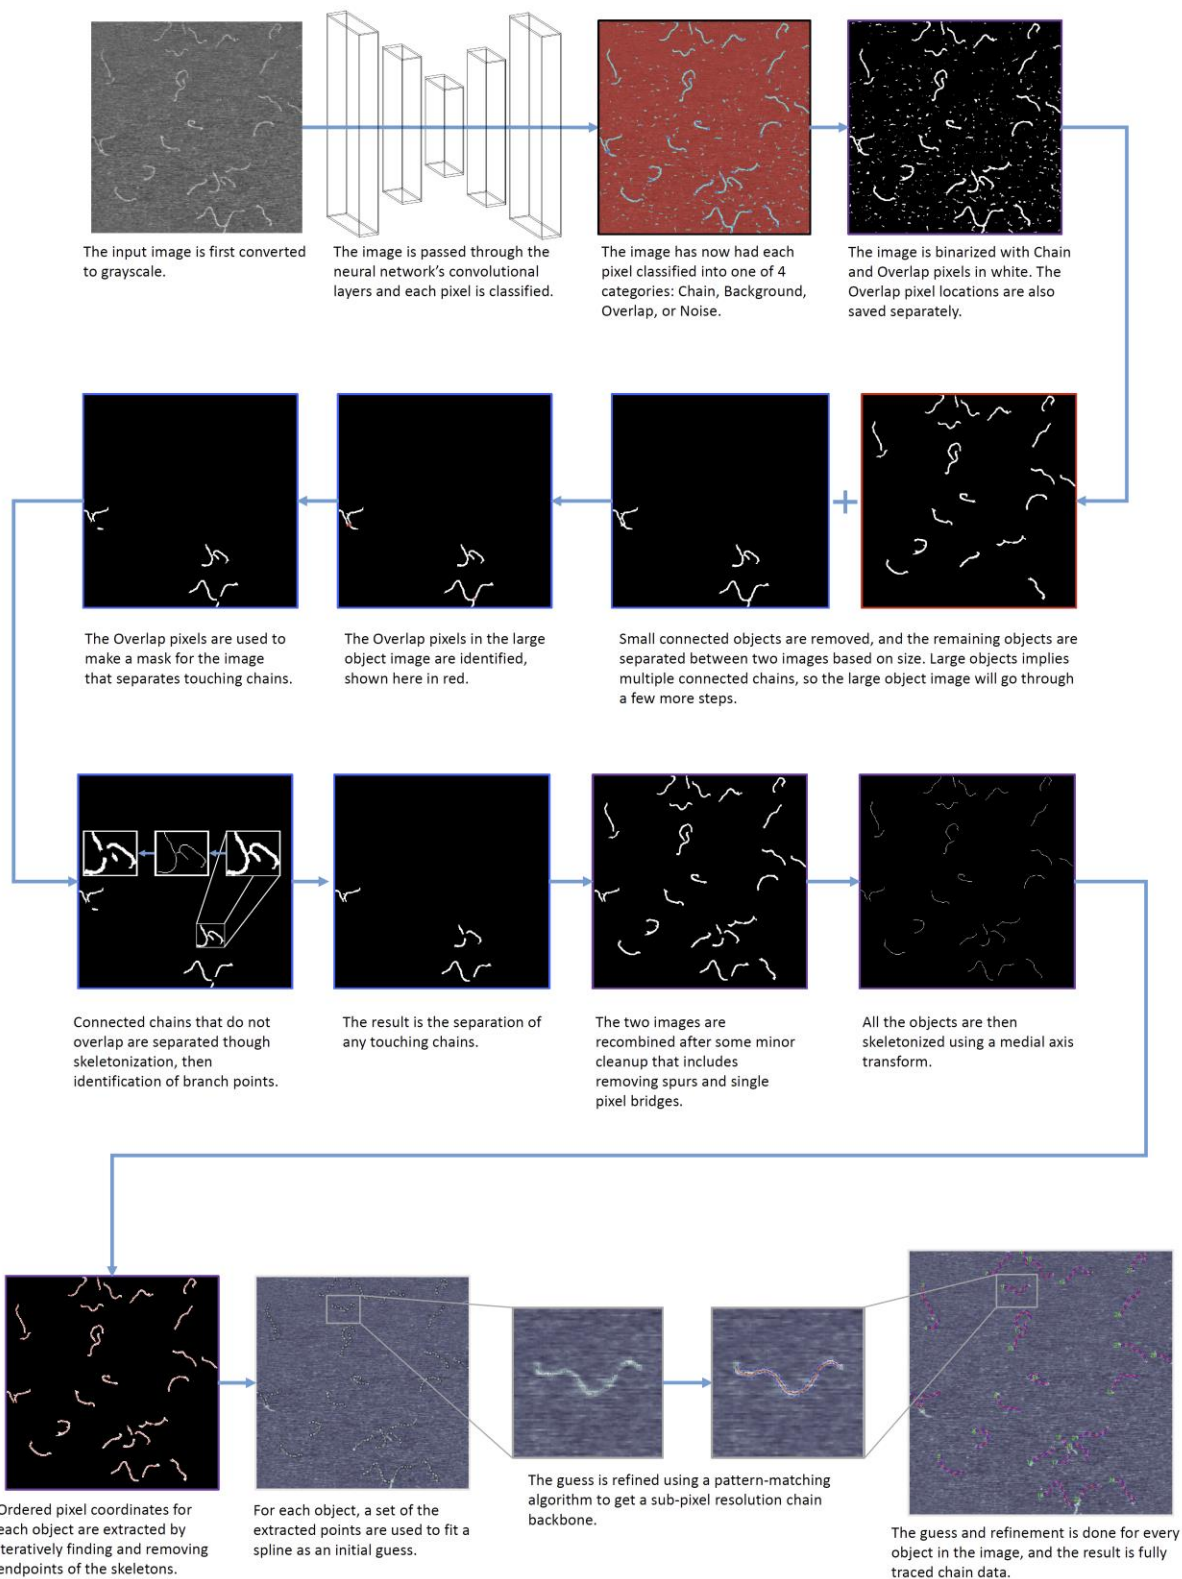 The input image is first converted
to grayscale.
The image is passed through the
neural network's convolutional
layers and each pixel is classified.
The image has now had each
pixel classified into one of 4
categories: Chain, Background,
Overlap, or Noise.
The image is binarized with Chain
and Overlap pixels in white. The
Overlap pixel locations are also
saved separately.
+
The Overlap pixels are used to
make a mask for the image
that separates touching chains.
The Overlap pixels in the large
object image are identified,
shown here in red.
Small connected objects are removed, and the remaining objects are
separated between two images based on size. Large objects implies
multiple connected chains, so the large object image will go through
a few more steps.
Connected chains that do not
overlap are separated though
skeletonization, then
identification of branch points.
The result is the separation of
any touching chains.
The two images are
recombined after some minor
cleanup that includes
removing spurs and single
pixel bridges.
All the objects are then
skeletonized using a medial axis
transform.
Ordered pixel coordinates for
each object are extracted by
iteratively finding and removing
endpoints of the skeletons.
For each object, a set of the
extracted points are used to fit a
spline as an initial guess.
The guess is refined using a pattern-matching
algorithm to get a sub-pixel resolution chain
backbone.
The guess and refinement is done for every
object in the image, and the result is fully
traced chain data.